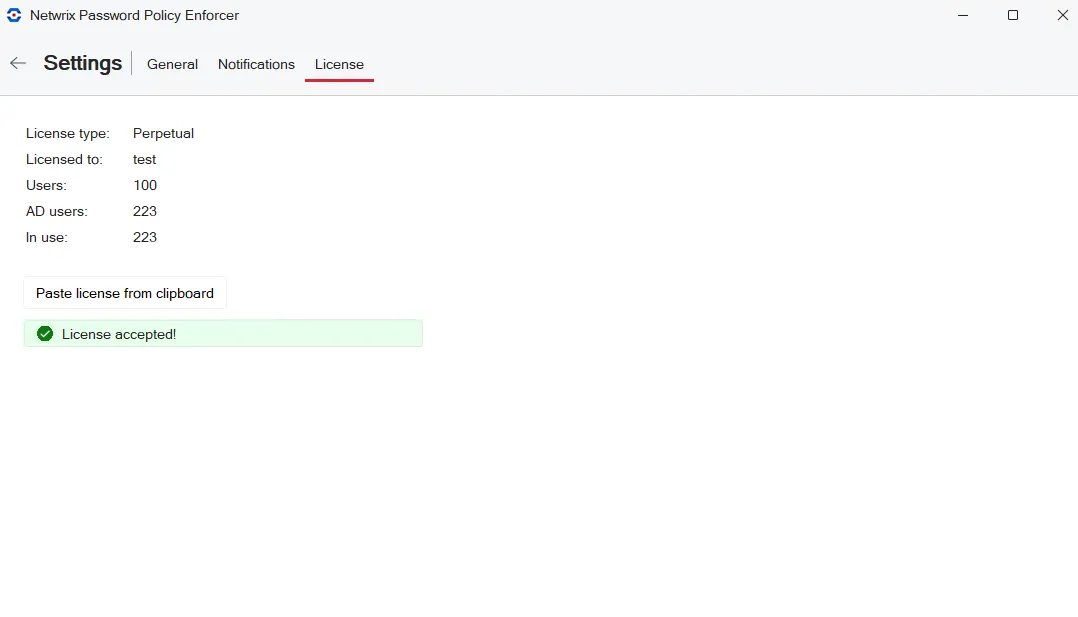 Netwrix Password Policy Enforcer
Settings General Notifications License
License type: Perpetual
Licensed to: test
Users: 100
AD users: 223
In use: 223
Paste license from clipboard
License accepted!